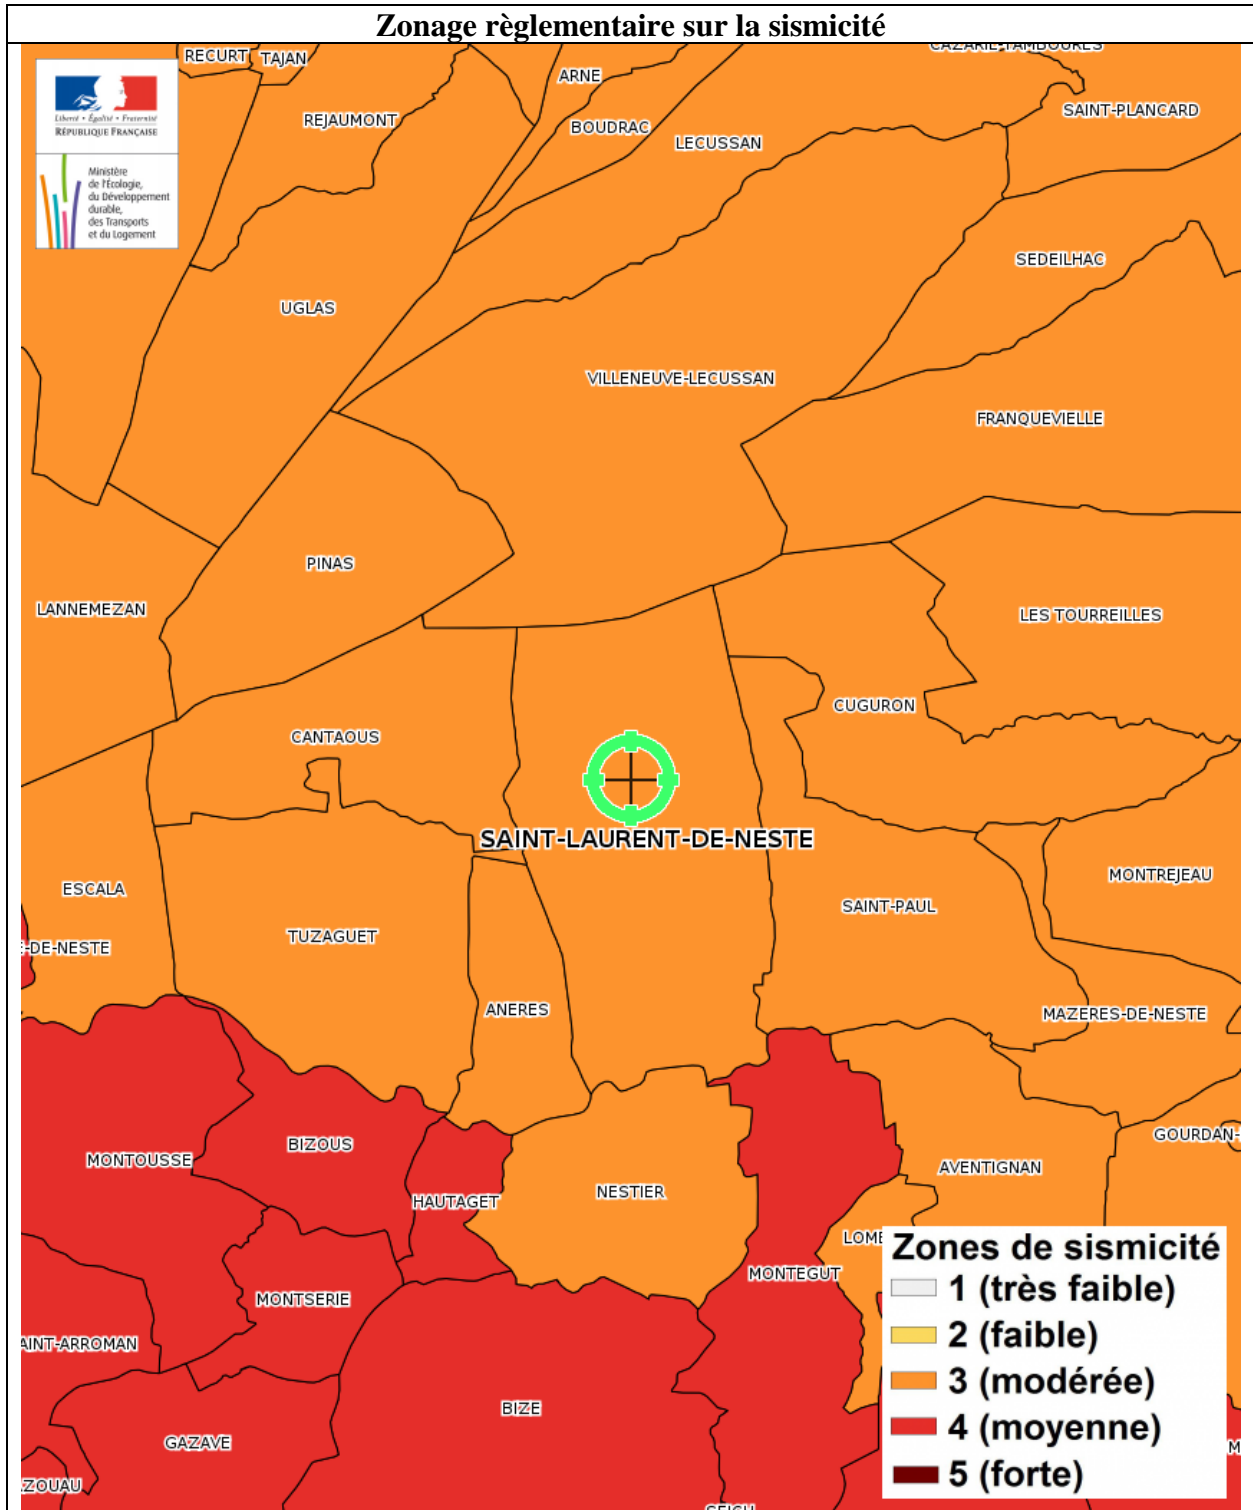 Zonage règlementaire sur la sismicité
RECURT
TAJAN
ARNE
CAZARIL-TAMBOURES
Liberté • Égalité • Fraternité
RÉPUBLIQUE FRANÇAISE
REJAUMONT
BOUDRAC
LECUSSAN
SAINT-PLANCARD
Ministère
de l'Écologie,
du Développement
durable,
des Transports
et du Logement
SEDEILHAC
UGLAS
VILLENEUVE-LECUSSAN
FRANQUEVIELLE
PINAS
LANNEMEZAN
LES TOURREILLES
CUGURON
CANTAOUS
SAINT-LAURENT-DE-NESTE
ESCALA
MONTREJEAU
SAINT-PAUL
TUZAGUET
E-DE-NESTE
ANERES
MAZERES-DE-NESTE
GOURDAN-
BIZOUS
MONTOUSSE
AVENTIGNAN
NESTIER
HAUTAGET
LOMB
MONTEGUT
MONTSERIE
AINT-ARROMAN
BIZE
GAZAVE
M
ZOUAU
SEICH
Zones de sismicité
1 (très faible)
2 (faible)
3 (modérée)
4 (moyenne)
5 (forte)